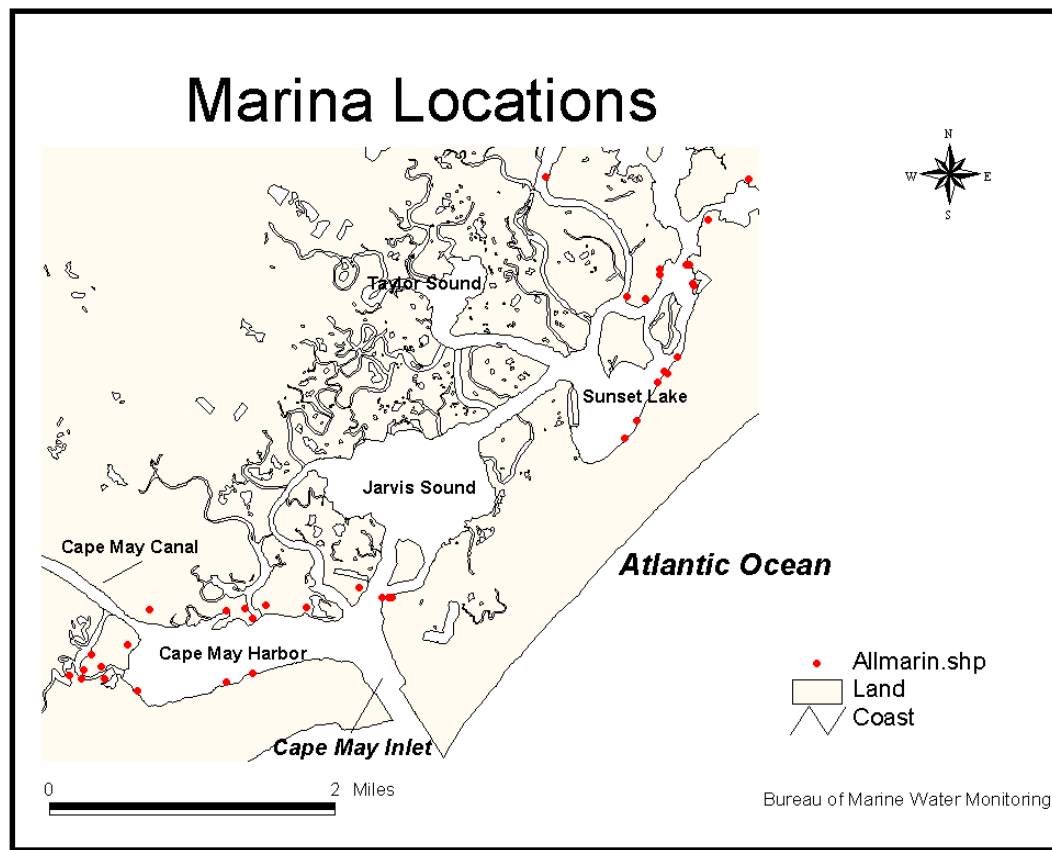 Marina Locations
N
W E
S
Taylor Sound
Sunset Lake
Jarvis Sound
Cape May Canal
Atlantic Ocean
Cape May Harbor
Allmarin.shp
Land
Coast
Cape May Inlet
0 2 Miles
Bureau of Marine Water Monitoring